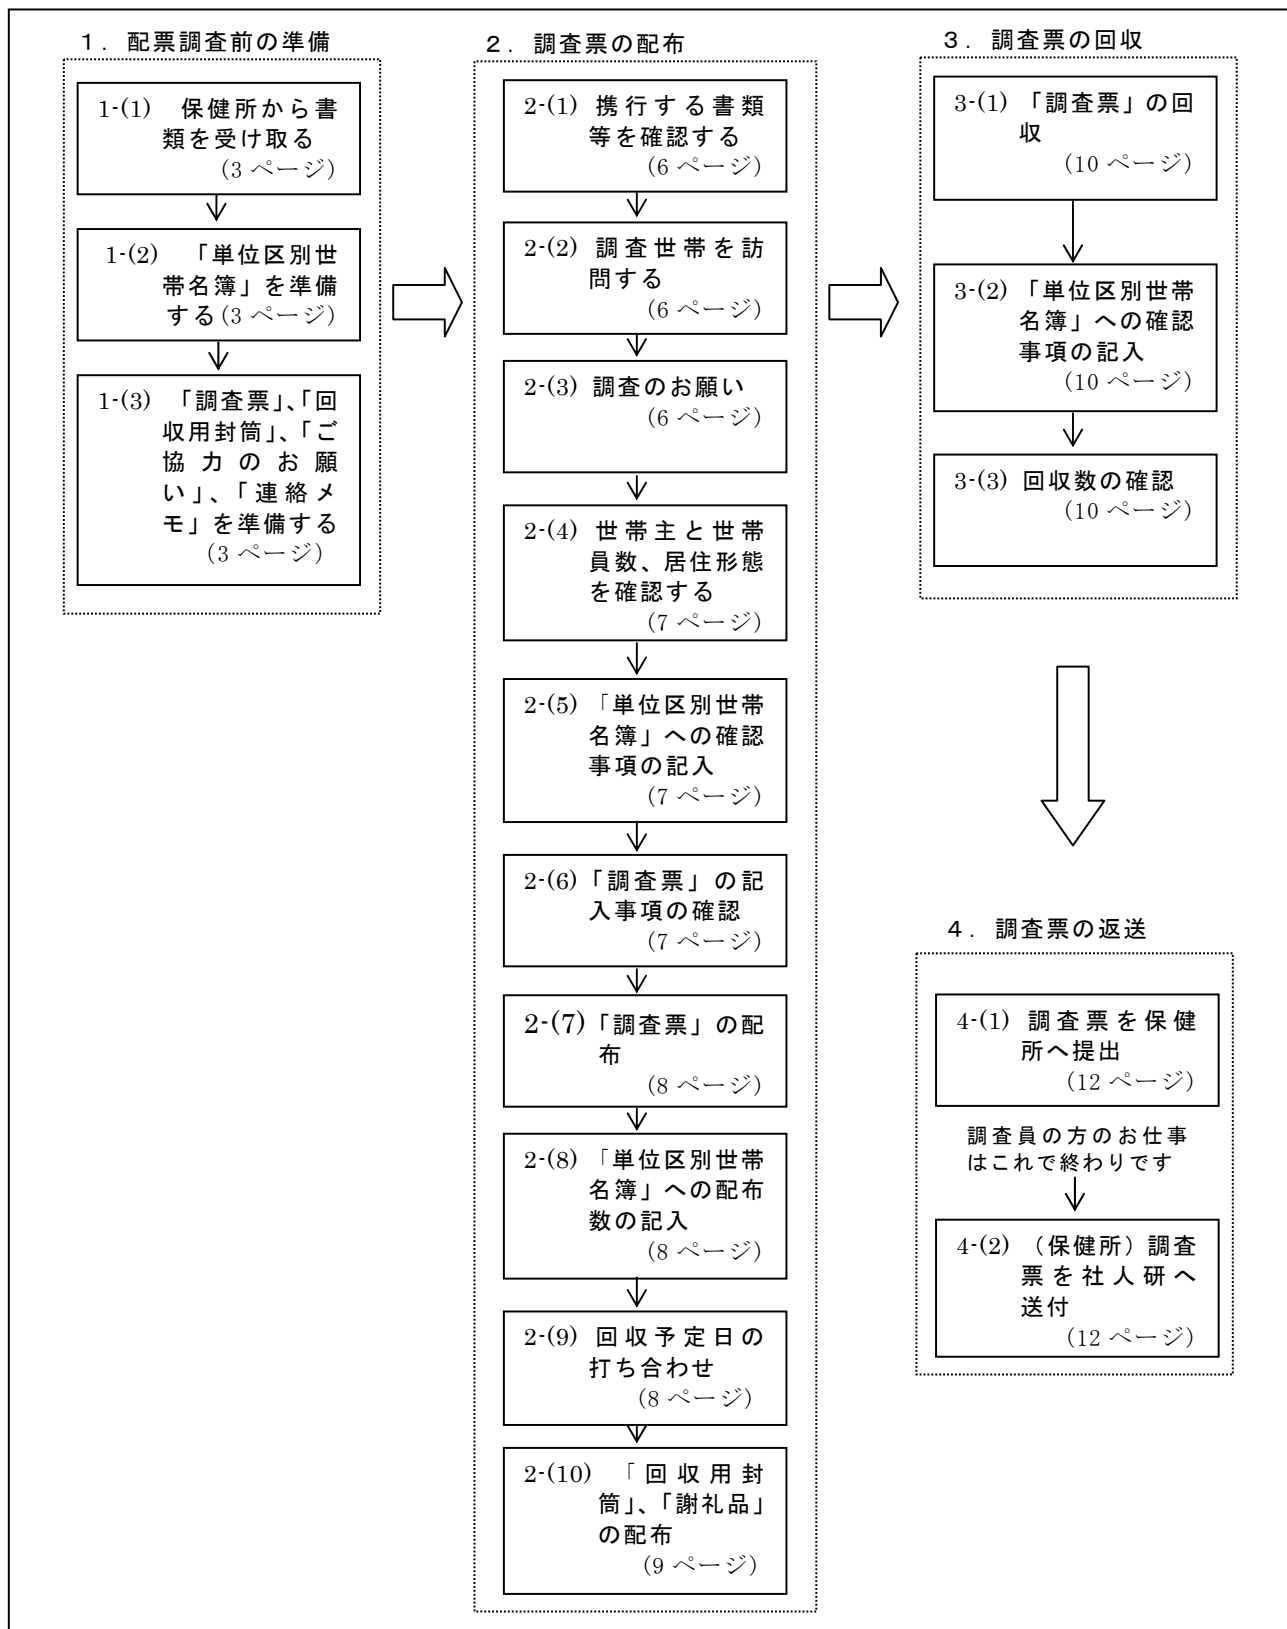 １．配票調査前の準備
1-(1) 保健所から書
類を受け取る
(3 ページ)
1-(2) 「単位区別世
帯名簿」を準備
する(3 ページ)
1-(3) 「調査票」、「回
収用封筒」、「ご
協力のお願
い」、「連絡メ
モ」を準備する
(3 ページ)
２．調査票の配布
2-(1) 携行する書類
等を確認する
(6 ページ)
2-(2) 調査世帯を訪
問する
(6 ページ)
2-(3) 調査のお願い
(6 ページ)
2-(4) 世帯主と世帯
員数、居住形態
を確認する
(7 ページ)
2-(5) 「単位区別世帯
名簿」への確認
事項の記入
(7 ページ)
2-(6) 「調査票」の記
入事項の確認
(7 ページ)
2-(7) 「調査票」の配
布
(8 ページ)
2-(8) 「単位区別世帯
名簿」への配布
数の記入
(8 ページ)
2-(9) 回収予定日の
打ち合わせ
(8 ページ)
2-(10) 「回収用封
筒」、「謝礼品」
の配布
(9 ページ)
３．調査票の回収
3-(1) 「調査票」の回
収
(10 ページ)
3-(2) 「単位区別世帯
名簿」への確認
事項の記入
(10 ページ)
3-(3) 回収数の確認
(10 ページ)
４．調査票の返送
4-(1) 調査票を保健
所へ提出
(12 ページ)
調査員の方のお仕事
はこれで終わりです
4-(2) （保健所）調査
票を社人研へ
送付
(12 ページ)